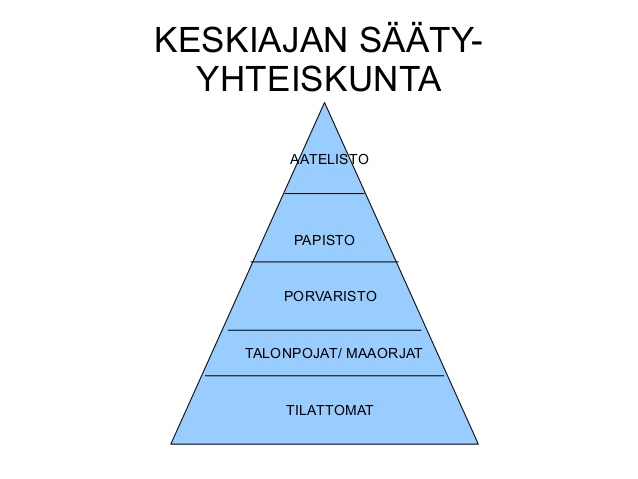 KESKIAJAN SÄÄTY-
YHTEISKUNTA
AATELISTO
PAPISTO
PORVARISTO
TALONPOJAT/ MAAORJAT
TILATTOMAT